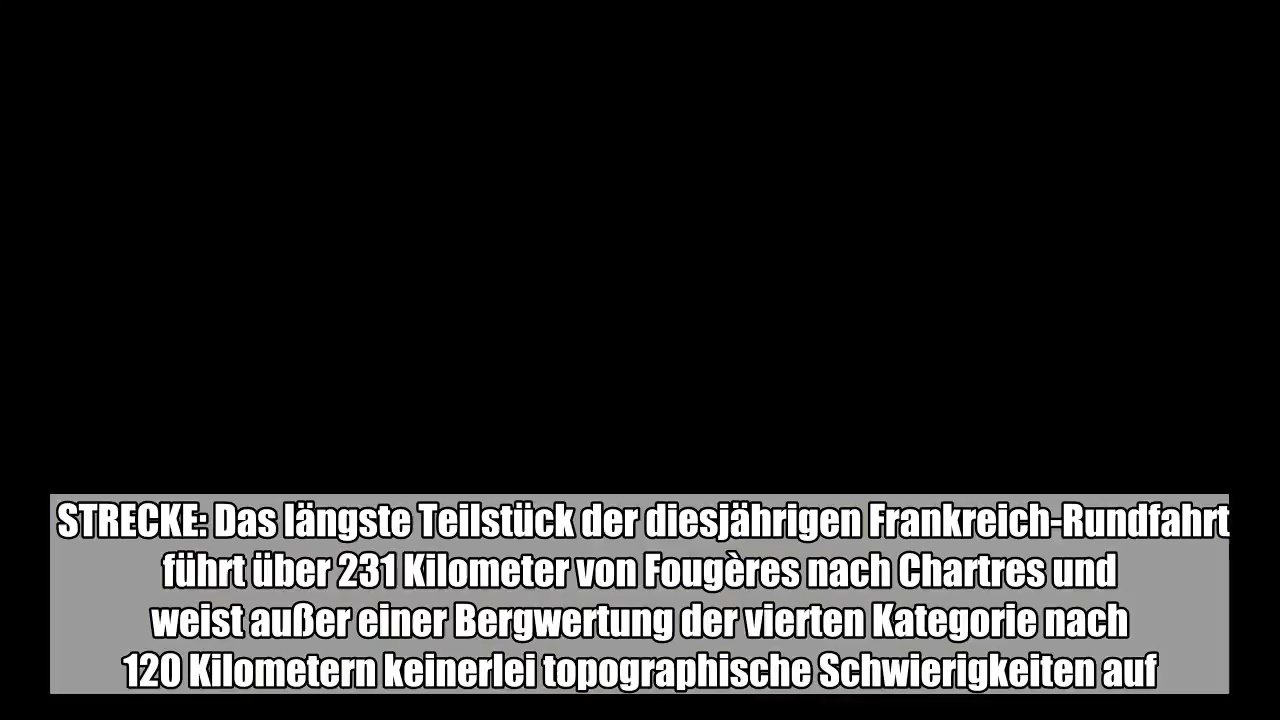 STRECKE: Das längste Teilstück der diesjährigen Frankreich-Rundfahrt
führt über 231 Kilometer von Fougères nach Chartres und
weist außer einer Bergwertung der vierten Kategorie nach
120 Kilometern keinerlei topographische Schwierigkeiten auf